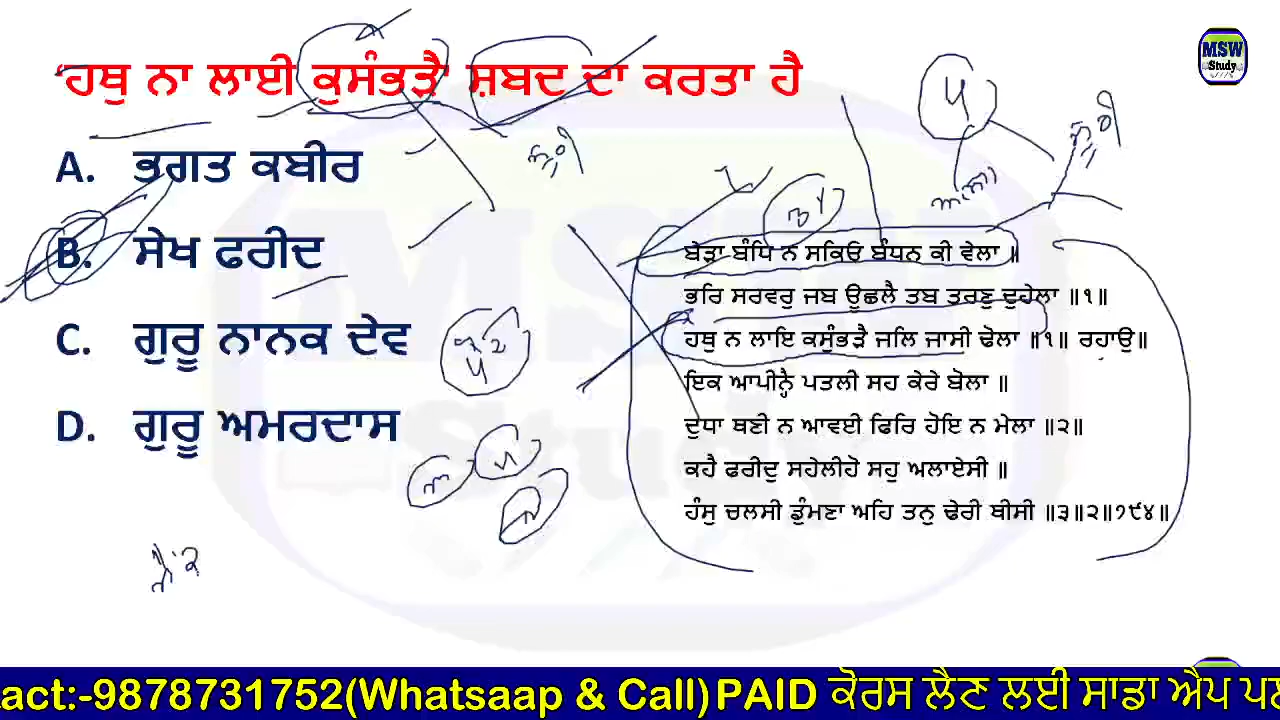 'ਹਥੁ ਨਾ ਲਾਈ ਕੁਸੰਭੜੈ' ਸ਼ਬਦ ਦਾ ਕਰਤਾ ਹੈ
A. ਭਗਤ ਕਬੀਰ
B. ਸੇਖ ਫਰੀਦ
C. ਗੁਰੂ ਨਾਨਕ ਦੇਵ
D. ਗੁਰੂ ਅਮਰਦਾਸ
ਬੇੜਾ ਬੰਧਿ ਨ ਸਕਿਓ ਬੰਧਨ ਕੀ ਵੇਲਾ ॥
ਭਰਿ ਸਰਵਰੁ ਜਬ ਊਛਲੈ ਤਬ ਤਰਣੁ ਦੁਹੇਲਾ ॥੧॥
ਹਥੁ ਨ ਲਾਇ ਕਸੁੰਭੜੈ ਜਲਿ ਜਾਸੀ ਢੋਲਾ ॥੧॥ ਰਹਾਉ॥
ਇਕ ਆਪੀਨ੍ਹੈ ਪਤਲੀ ਸਹ ਕੇਰੇ ਬੋਲਾ ॥
ਦੁਧਾ ਥਣੀ ਨ ਆਵਈ ਫਿਰਿ ਹੋਇ ਨ ਮੇਲਾ ॥੨॥
ਕਹੈ ਫਰੀਦੁ ਸਹੇਲੀਹੋ ਸਹੁ ਅਲਾਏਸੀ ॥
ਹੰਸੁ ਚਲਸੀ ਡੁੰਮਣਾ ਅਹਿ ਤਨੁ ਢੇਰੀ ਥੀਸੀ ॥੩॥੨॥੭੯੪॥
MSW
Study
act:-9878731752(Whatsaap & Call) PAID ਕੋਰਸ ਲੈਣ ਲਈ ਸਾਡਾ ਐਪ